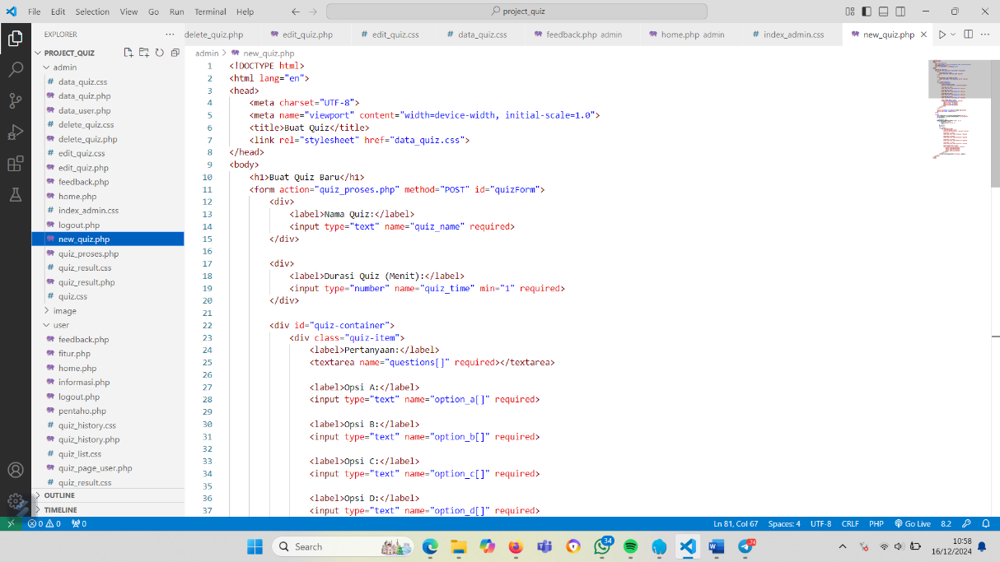 File Edit Selection View Go Run Terminal Help
project_quiz
EXPLORER
delete_quiz.php edit_quiz.php # edit_quiz.css # data_quiz.css feedback.php admin home.php admin # index_admin.css new_quiz.php
PROJECT_QUIZ
admin
# data_quiz.css
data_quiz.php
data_user.php
# delete_quiz.css
delete_quiz.php
# edit_quiz.css
edit_quiz.php
feedback.php
home.php
# index_admin.css
logout.php
new_quiz.php
quiz_proses.php
# quiz_result.css
quiz_result.php
# quiz.css
image
user
feedback.php
fitur.php
home.php
informasi.php
logout.php
pentaho.php
# quiz_history.css
quiz_history.php
# quiz_list.css
quiz_page_user.php
# quiz_result.css
OUTLINE
TIMELINE
admin > new_quiz.php
1 <!DOCTYPE html>
2 <html lang="en">
3 <head>
4 <meta charset="UTF-8">
5 <meta name="viewport" content="width=device-width, initial-scale=1.0">
6 <title>Buat Quiz</title>
7 <link rel="stylesheet" href="data_quiz.css">
8 </head>
9 <body>
10 <h1>Buat Quiz Baru</h1>
11 <form action="quiz_proses.php" method="POST" id="quizForm">
12 <div>
13 <label>Nama Quiz:</label>
14 <input type="text" name="quiz_name" required>
15 </div>
16
17 <div>
18 <label>Durasi Quiz (Menit):</label>
19 <input type="number" name="quiz_time" min="1" required>
20 </div>
21
22 <div id="quiz-container">
23 <div class="quiz-item">
24 <label>Pertanyaan:</label>
25 <textarea name="questions[]" required></textarea>
26
27 <label>Opsi A:</label>
28 <input type="text" name="option_a[]" required>
29
30 <label>Opsi B:</label>
31 <input type="text" name="option_b[]" required>
32
33 <label>Opsi C:</label>
34 <input type="text" name="option_c[]" required>
35
36 <label>Opsi D:</label>
37 <input type="text" name="option_d[]" required>
0 0 0 Ln 81, Col 67 Spaces: 4 UTF-8 CRLF PHP Go Live 8.2
Search 34 10:58
16/12/2024